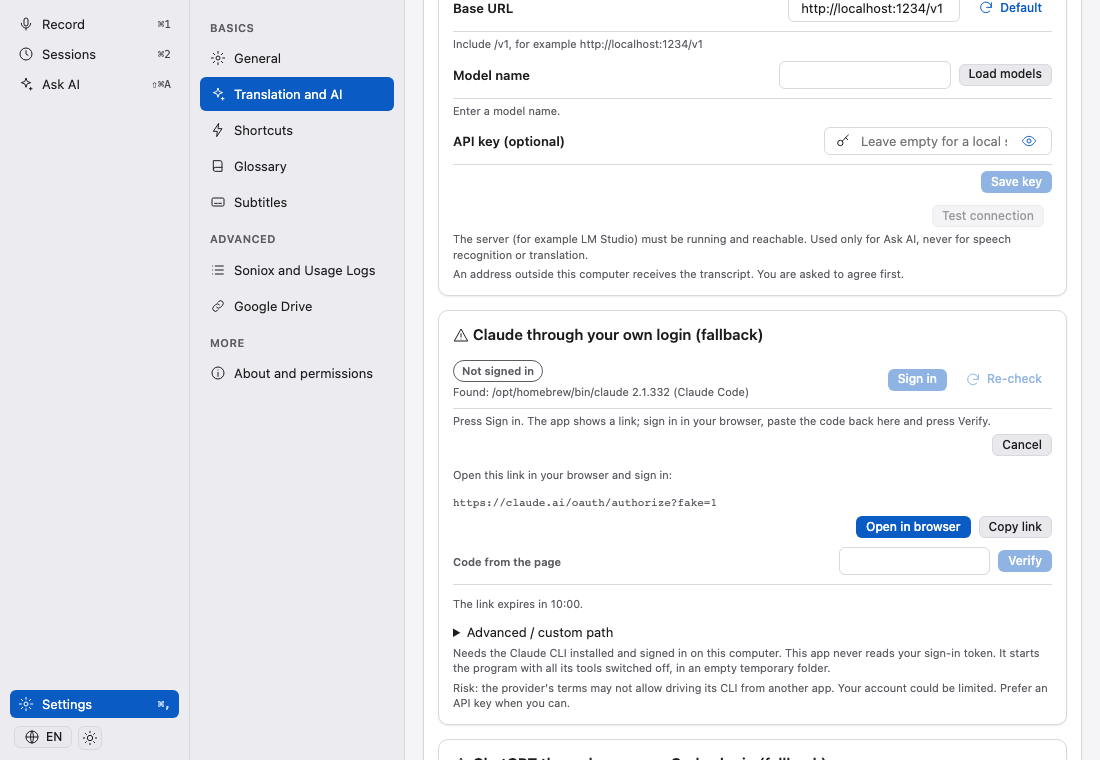 Record ⌘1
Sessions ⌘2
Ask AI ⇧⌘A
Settings ⌘,
EN
BASICS
General
Translation and AI
Shortcuts
Glossary
Subtitles
ADVANCED
Soniox and Usage Logs
Google Drive
MORE
About and permissions
Base URL http://localhost:1234/v1 Default
Include /v1, for example http://localhost:1234/v1
Model name Load models
Enter a model name.
API key (optional) Leave empty for a local
Save key
Test connection
The server (for example LM Studio) must be running and reachable. Used only for Ask AI, never for speech
recognition or translation.
An address outside this computer receives the transcript. You are asked to agree first.
Claude through your own login (fallback)
Not signed in
Found: /opt/homebrew/bin/claude 2.1.332 (Claude Code) Sign in Re-check
Press Sign in. The app shows a link; sign in in your browser, paste the code back here and press Verify.
Cancel
Open this link in your browser and sign in:
https://claude.ai/oauth/authorize?fake=1
Open in browser Copy link
Code from the page Verify
The link expires in 10:00.
Advanced / custom path
Needs the Claude CLI installed and signed in on this computer. This app never reads your sign-in token. It starts
the program with all its tools switched off, in an empty temporary folder.
Risk: the provider's terms may not allow driving its CLI from another app. Your account could be limited. Prefer an
API key when you can.